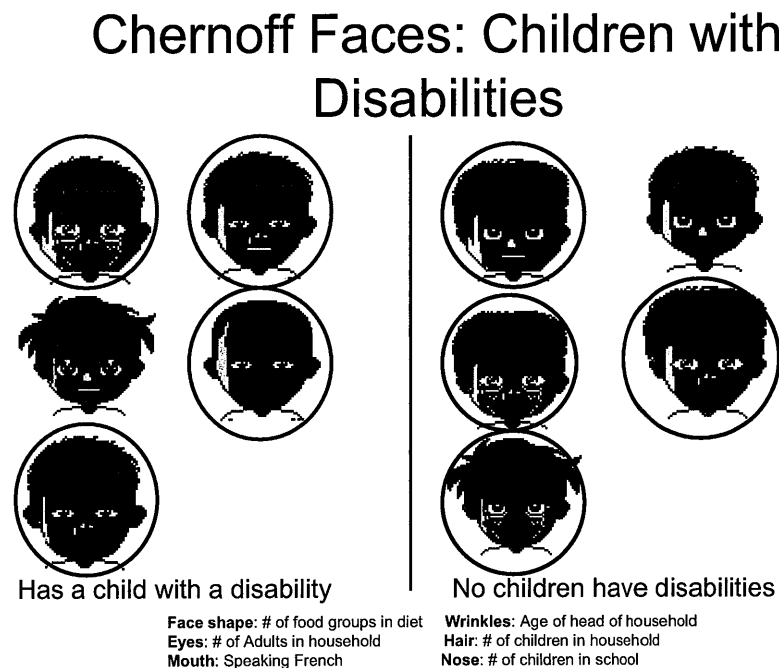 Chernoff Faces: Children with
Disabilities
Has a child with a disability
No children have disabilities
Face shape: # of food groups in diet
Wrinkles: Age of head of household
Eyes: # of Adults in household
Hair: # of children in household
Mouth: Speaking French
Nose: # of children in school